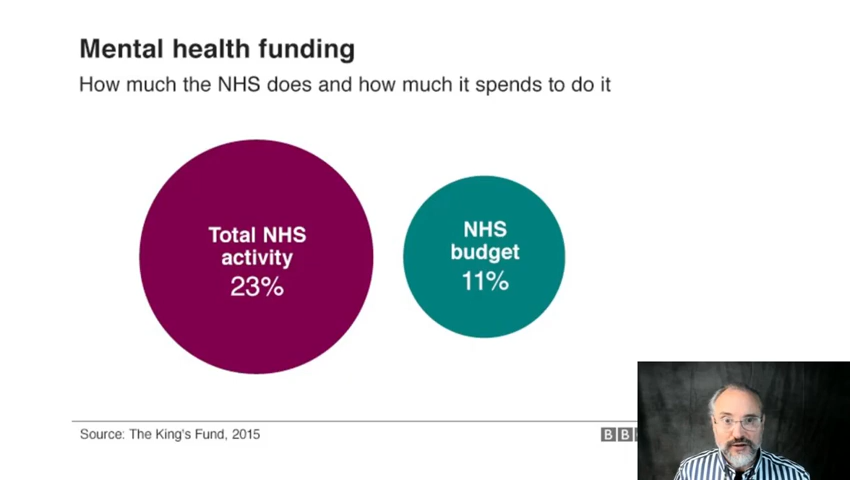 Mental health funding
How much the NHS does and how much it spends to do it
Total NHS
activity
23%
NHS
budget
11%
Source: The King's Fund, 2015
BB